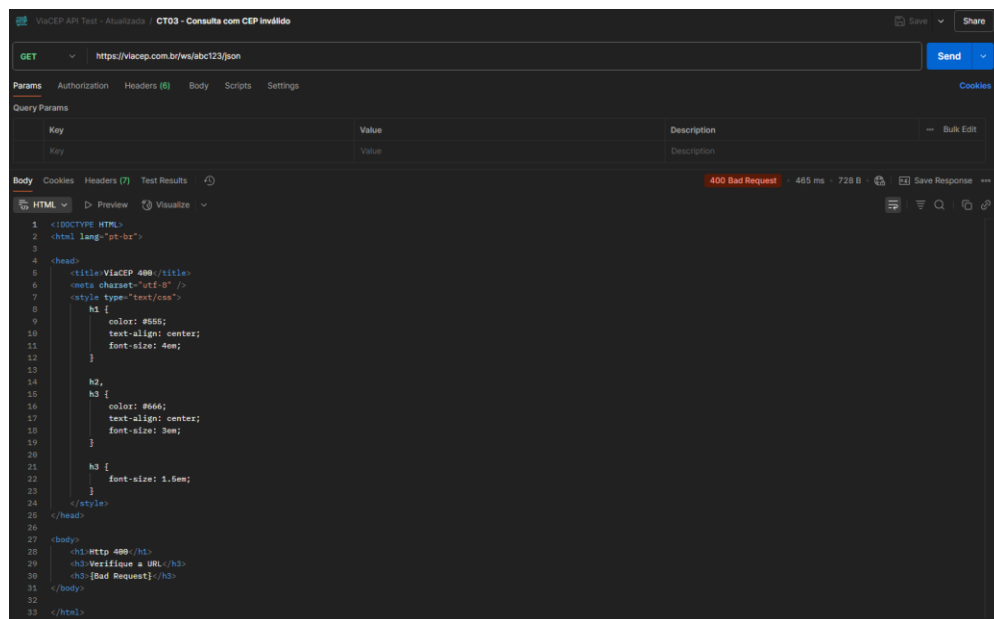 ViaCEP API Test - Atualizada / CT03 - Consulta com CEP inválido
Save
Share
GET
https://viacep.com.br/ws/abc123/json
Send
Params Authorization Headers (6) Body Scripts Settings
Cookies
Query Params
Key Value Description ••• Bulk Edit
Key Value Description
Body Cookies Headers (7) Test Results
400 Bad Request • 465 ms • 728 B
Save Response •••
HTML Preview Visualize
1 <!DOCTYPE HTML>
2 <html lang="pt-br">
3
4 <head>
5 <title>ViaCEP 400</title>
6 <meta charset="utf-8" />
7 <style type="text/css">
8 h1 {
9 color: #555;
10 text-align: center;
11 font-size: 4em;
12 }
13
14 h2,
15 h3 {
16 color: #666;
17 text-align: center;
18 font-size: 3em;
19 }
20
21 h3 {
22 font-size: 1.5em;
23 }
24 </style>
25 </head>
26
27 <body>
28 <h1>Http 400</h1>
29 <h3>Verifique a URL</h3>
30 <h3>{Bad Request}</h3>
31 </body>
32
33 </html>